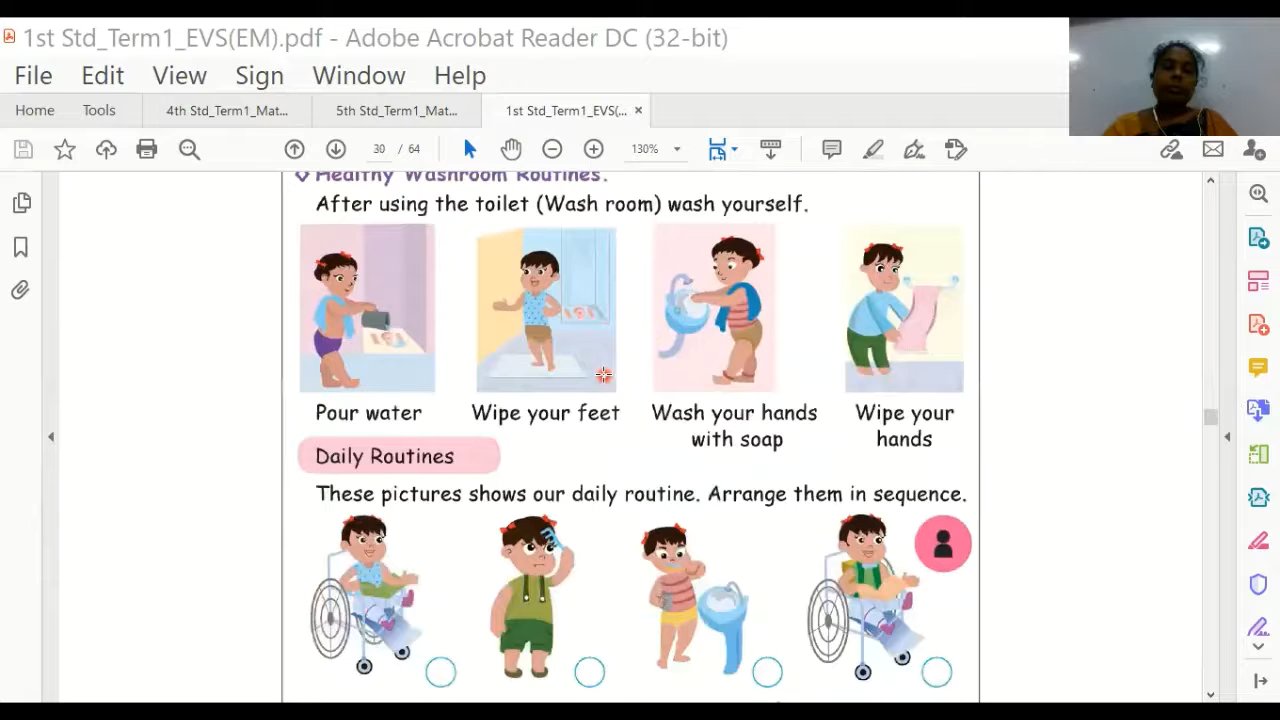 1st Std_Term1_EVS(EM).pdf - Adobe Acrobat Reader DC (32-bit)
File Edit View Sign Window Help
Home Tools 4th Std_Term1_Mat... 5th Std_Term1_Mat... 1st Std_Term1_EVS(... ×
30 / 64 130%
Healthy Washroom Routines.
After using the toilet (Wash room) wash yourself.
Pour water Wipe your feet Wash your hands Wipe your
with soap hands
Daily Routines
These pictures shows our daily routine. Arrange them in sequence.